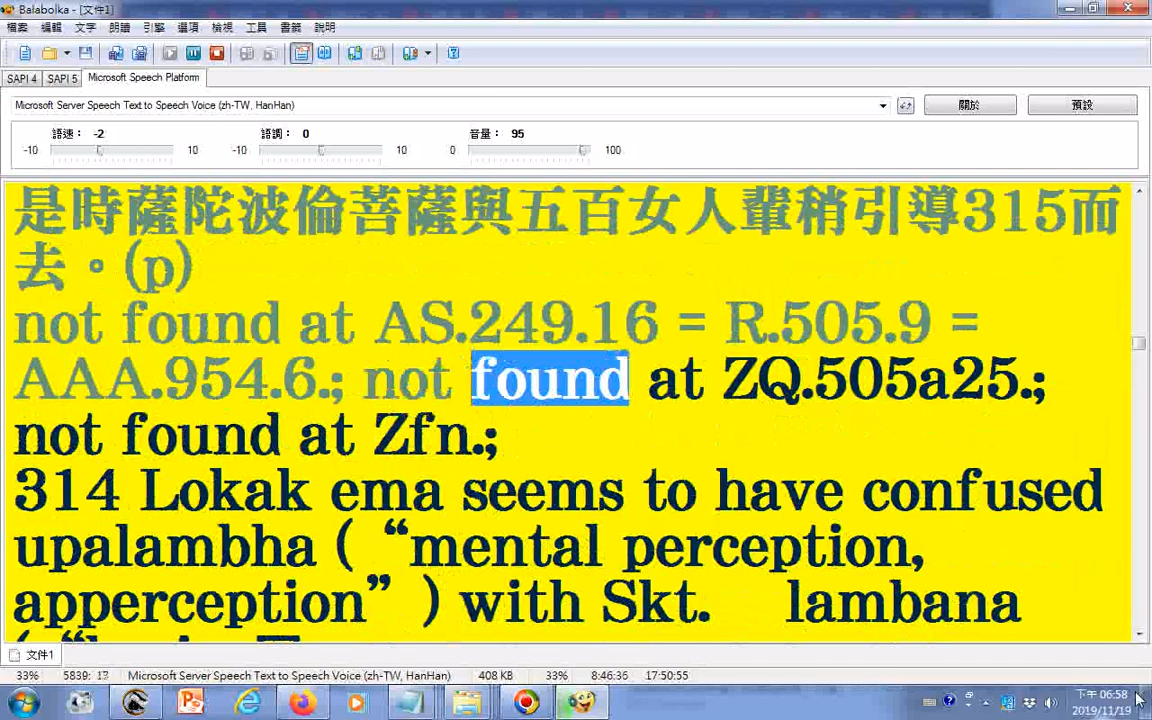 Balabolka - [文件1]
檔案 編輯 文字 朗讀 引擎 選項 檢視 工具 書籤 說明
SAPI 4 SAPI 5 Microsoft Speech Platform
Microsoft Server Speech Text to Speech Voice (zh-TW, HanHan) 關於 預設
語速： -2 語調： 0 音量： 95
-10 10 -10 10 0 100
是時薩陀波倫菩薩與五百女人輩稍引導315而
去。(p)
not found at AS.249.16 = R.505.9 =
AAA.954.6.; not found at ZQ.505a25.;
not found at Zfn.;
314 Lokak ema seems to have confused
upalambha (“mental perception,
apperception”) with Skt. lambana
文件1
33% 5839: 17 Microsoft Server Speech Text to Speech Voice (zh-TW, HanHan) 408 KB 33% 8:46:36 17:50:55
下午 06:58
2019/11/19